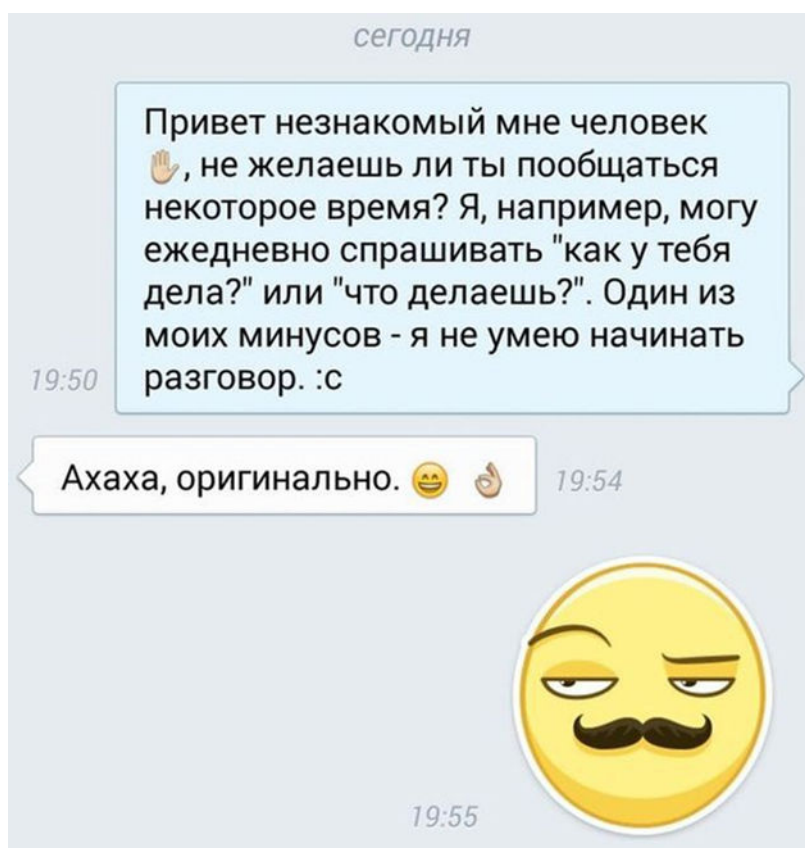 сегодня
Привет незнакомый мне человек
✋, не желаешь ли ты пообщаться
некоторое время? Я, например, могу
ежедневно спрашивать "как у тебя
дела?" или "что делаешь?". Один из
моих минусов - я не умею начинать
разговор. :с
19:50
Ахаха, оригинально. 😄 👌
19:54
19:55